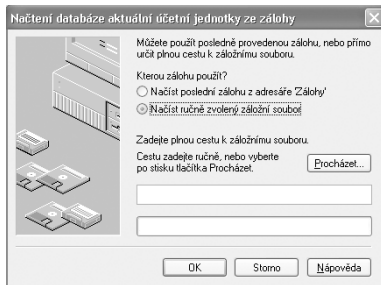 Načtení databáze aktuální účetní jednotky ze zálohy
Můžete použít posledně provedenou zálohu, nebo přímo
určit plnou cestu k záložnímu souboru.
Kterou zálohu použít?
Načíst poslední zálohu z adresáře 'Zálohy'
Načíst ručně zvolený záložní soubor
Zadejte plnou cestu k záložnímu souboru.
Cestu zadejte ručně, nebo vyberte
po stisku tlačítka Procházet.
Procházet...
OK
Storno
Nápověda